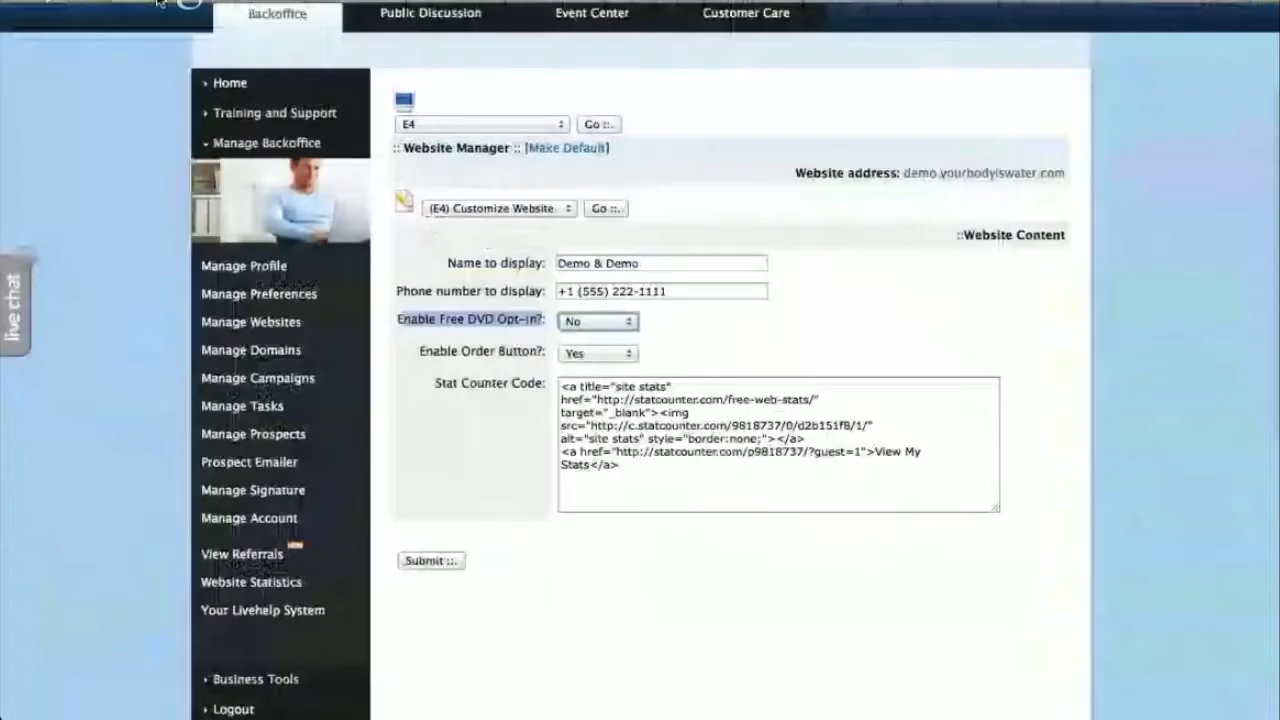 Backoffice
Public Discussion
Event Center
Customer Care
Home
Training and Support
Manage Backoffice
Manage Profile
Manage Preferences
Manage Websites
Manage Domains
Manage Campaigns
Manage Tasks
Manage Prospects
Prospect Emailer
Manage Signature
Manage Account
View Referrals
Website Statistics
Your Livehelp System
Business Tools
Logout
live chat
E4
Go ::.
:: Website Manager :: [Make Default]
Website address: demo.yourbodyiswater.com
(E4) Customize Website
Go ::.
::Website Content
Name to display: Demo & Demo
Phone number to display: +1 (555) 222-1111
Enable Free DVD Opt-in?: No
Enable Order Button?: Yes
Stat Counter Code:
<a title="site stats"
href="http://statcounter.com/free-web-stats/"
target="_blank"><img
src="http://c.statcounter.com/9818737/0/d2b151f8/1/"
alt="site stats" style="border:none;"></a>
<a href="http://statcounter.com/p9818737/?guest=1">View My
Stats</a>
Submit ::.